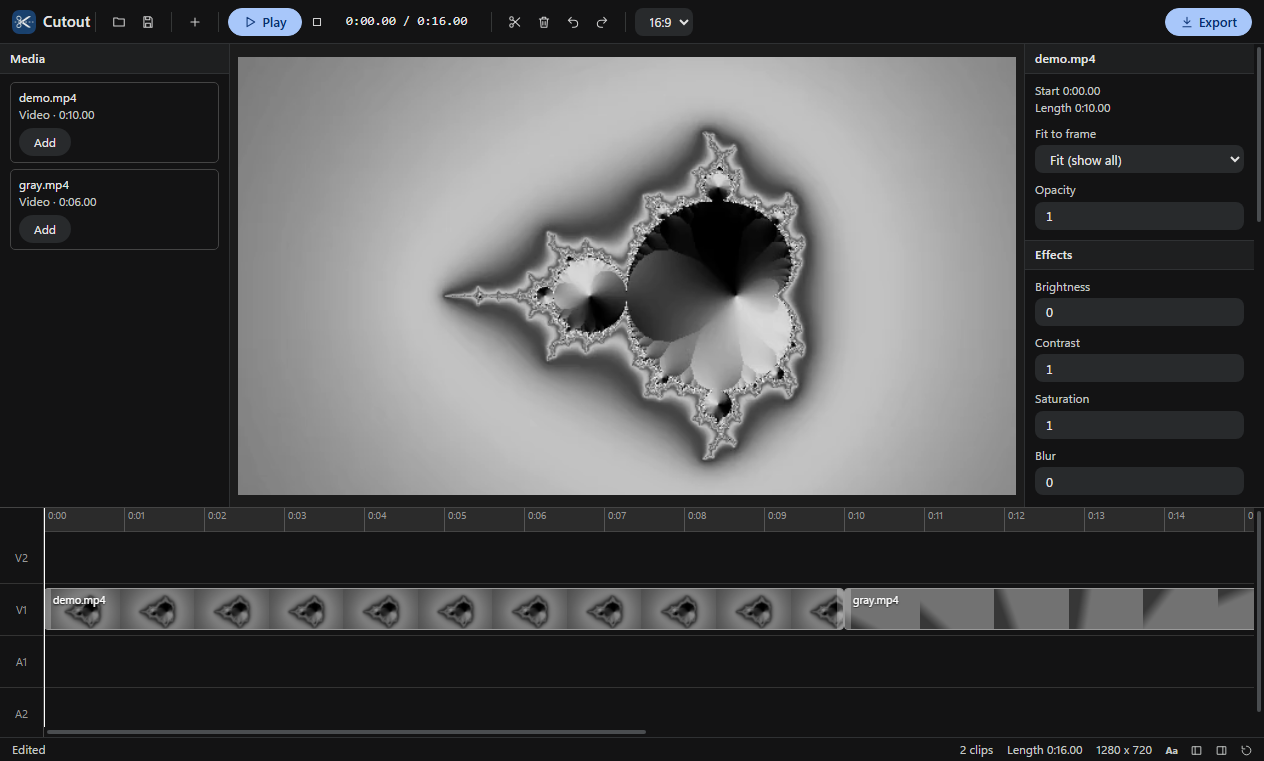 Cutout
Play
0:00.00 / 0:16.00
16:9
Export
Media
demo.mp4
Video · 0:10.00
Add
gray.mp4
Video · 0:06.00
Add
demo.mp4
Start 0:00.00
Length 0:10.00
Fit to frame
Fit (show all)
Opacity
1
Effects
Brightness
0
Contrast
1
Saturation
1
Blur
0
0:00 0:01 0:02 0:03 0:04 0:05 0:06 0:07 0:08 0:09 0:10 0:11 0:12 0:13 0:14
V2
V1 demo.mp4 gray.mp4
A1
A2
Edited 2 clips Length 0:16.00 1280 x 720 Aa